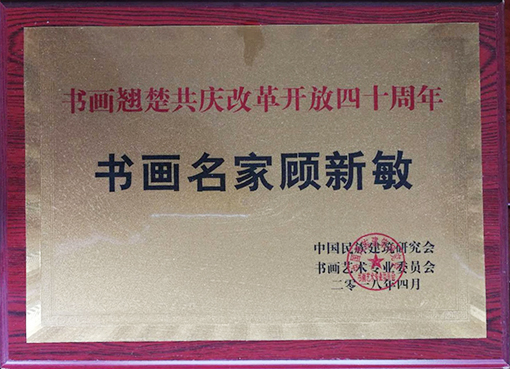 书画翘楚共庆改革开放四十周年
书画名家顾新敏
中国民族建筑研究会
书画艺术专业委员会
二零一八年四月